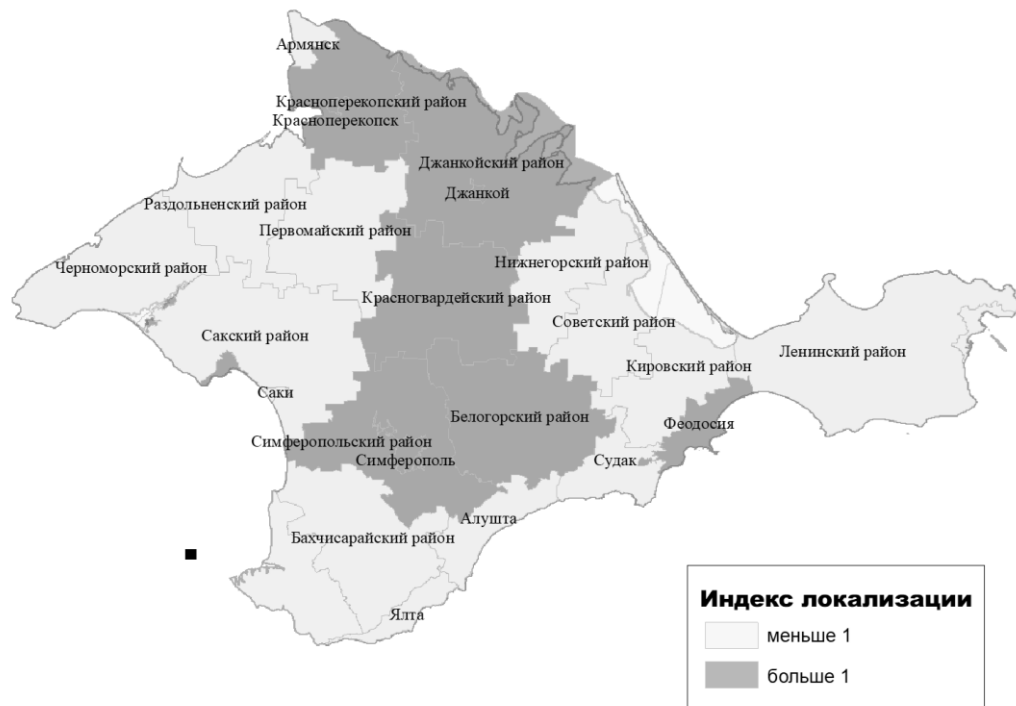 Армянск
Красноперекопский район
Красноперекопск
Джанкойский район
Джанкой
Раздольненский район
Первомайский район
Нижнегорский район
Черноморский район
Красногвардейский район
Советский район
Сакский район
Ленинский район
Кировский район
Саки
Белогорский район
Феодосия
Симферопольский район
Симферополь
Судак
Алушта
Бахчисарайский район
Ялта
Индекс локализации
меньше 1
больше 1